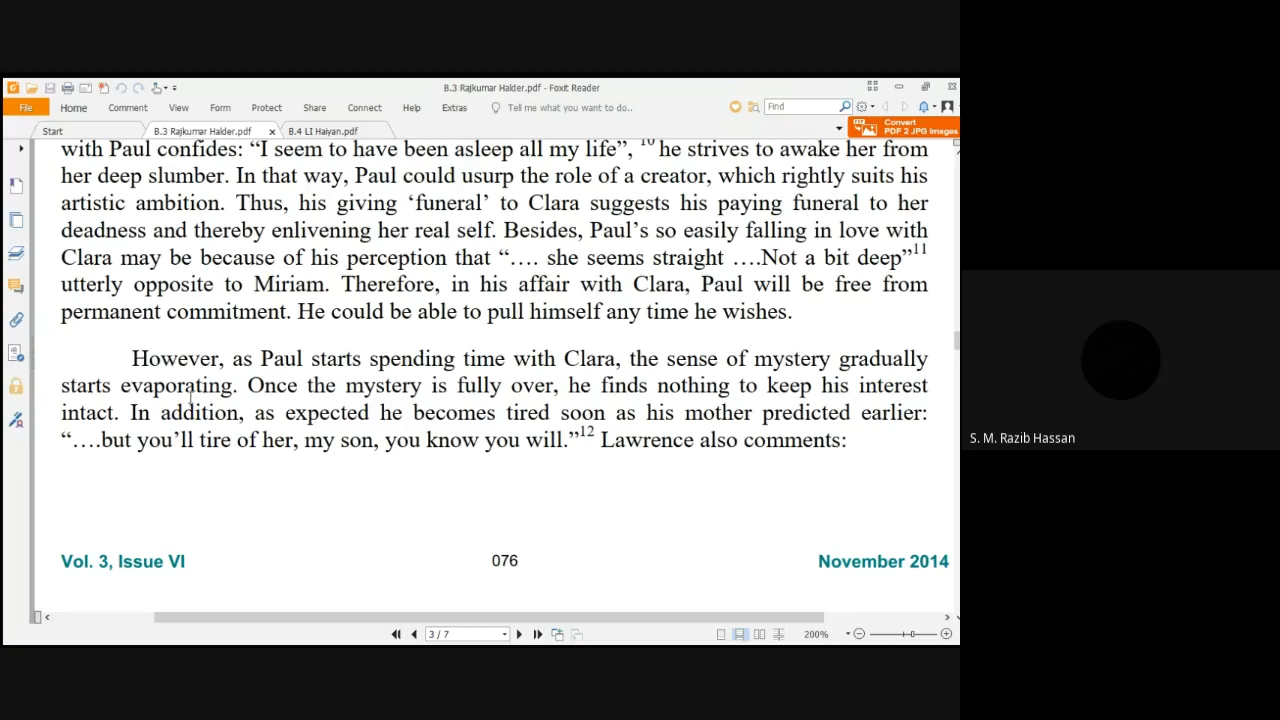 B.3 Rajkumar Halder.pdf - Foxit Reader
File Home Comment View Form Protect Share Connect Help Extras Tell me what you want to do.. Find
Start B.3 Rajkumar Halder.pdf B.4 LI Haiyan.pdf
Convert
PDF 2 JPG Images
with Paul confides: “I seem to have been asleep all my life”, 10 he strives to awake her from
her deep slumber. In that way, Paul could usurp the role of a creator, which rightly suits his
artistic ambition. Thus, his giving ‘funeral’ to Clara suggests his paying funeral to her
deadness and thereby enlivening her real self. Besides, Paul’s so easily falling in love with
Clara may be because of his perception that “…. she seems straight ….Not a bit deep”11
utterly opposite to Miriam. Therefore, in his affair with Clara, Paul will be free from
permanent commitment. He could be able to pull himself any time he wishes.
However, as Paul starts spending time with Clara, the sense of mystery gradually
starts evaporating. Once the mystery is fully over, he finds nothing to keep his interest
intact. In addition, as expected he becomes tired soon as his mother predicted earlier:
“….but you’ll tire of her, my son, you know you will.”12 Lawrence also comments:
Vol. 3, Issue VI 076 November 2014
3 / 7 200%
S. M. Razib Hassan